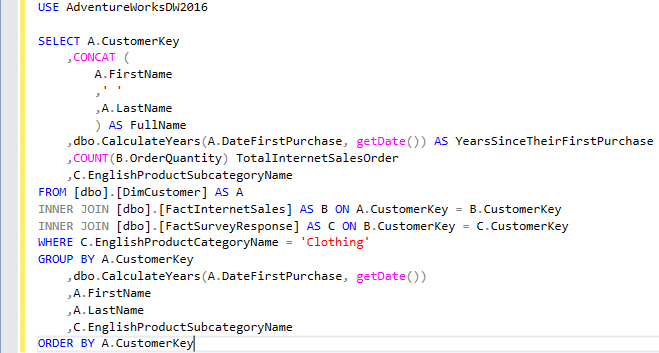 USE AdventureWorksDW2016
SELECT A.CustomerKey
,CONCAT (
A.FirstName
,' '
,A.LastName
) AS FullName
,dbo.CalculateYears(A.DateFirstPurchase, getDate()) AS YearsSinceTheirFirstPurchase
,COUNT(B.OrderQuantity) TotalInternetSalesOrder
,C.EnglishProductSubcategoryName
FROM [dbo].[DimCustomer] AS A
INNER JOIN [dbo].[FactInternetSales] AS B ON A.CustomerKey = B.CustomerKey
INNER JOIN [dbo].[FactSurveyResponse] AS C ON B.CustomerKey = C.CustomerKey
WHERE C.EnglishProductCategoryName = 'Clothing'
GROUP BY A.CustomerKey
,dbo.CalculateYears(A.DateFirstPurchase, getDate())
,A.FirstName
,A.LastName
,C.EnglishProductSubcategoryName
ORDER BY A.CustomerKey